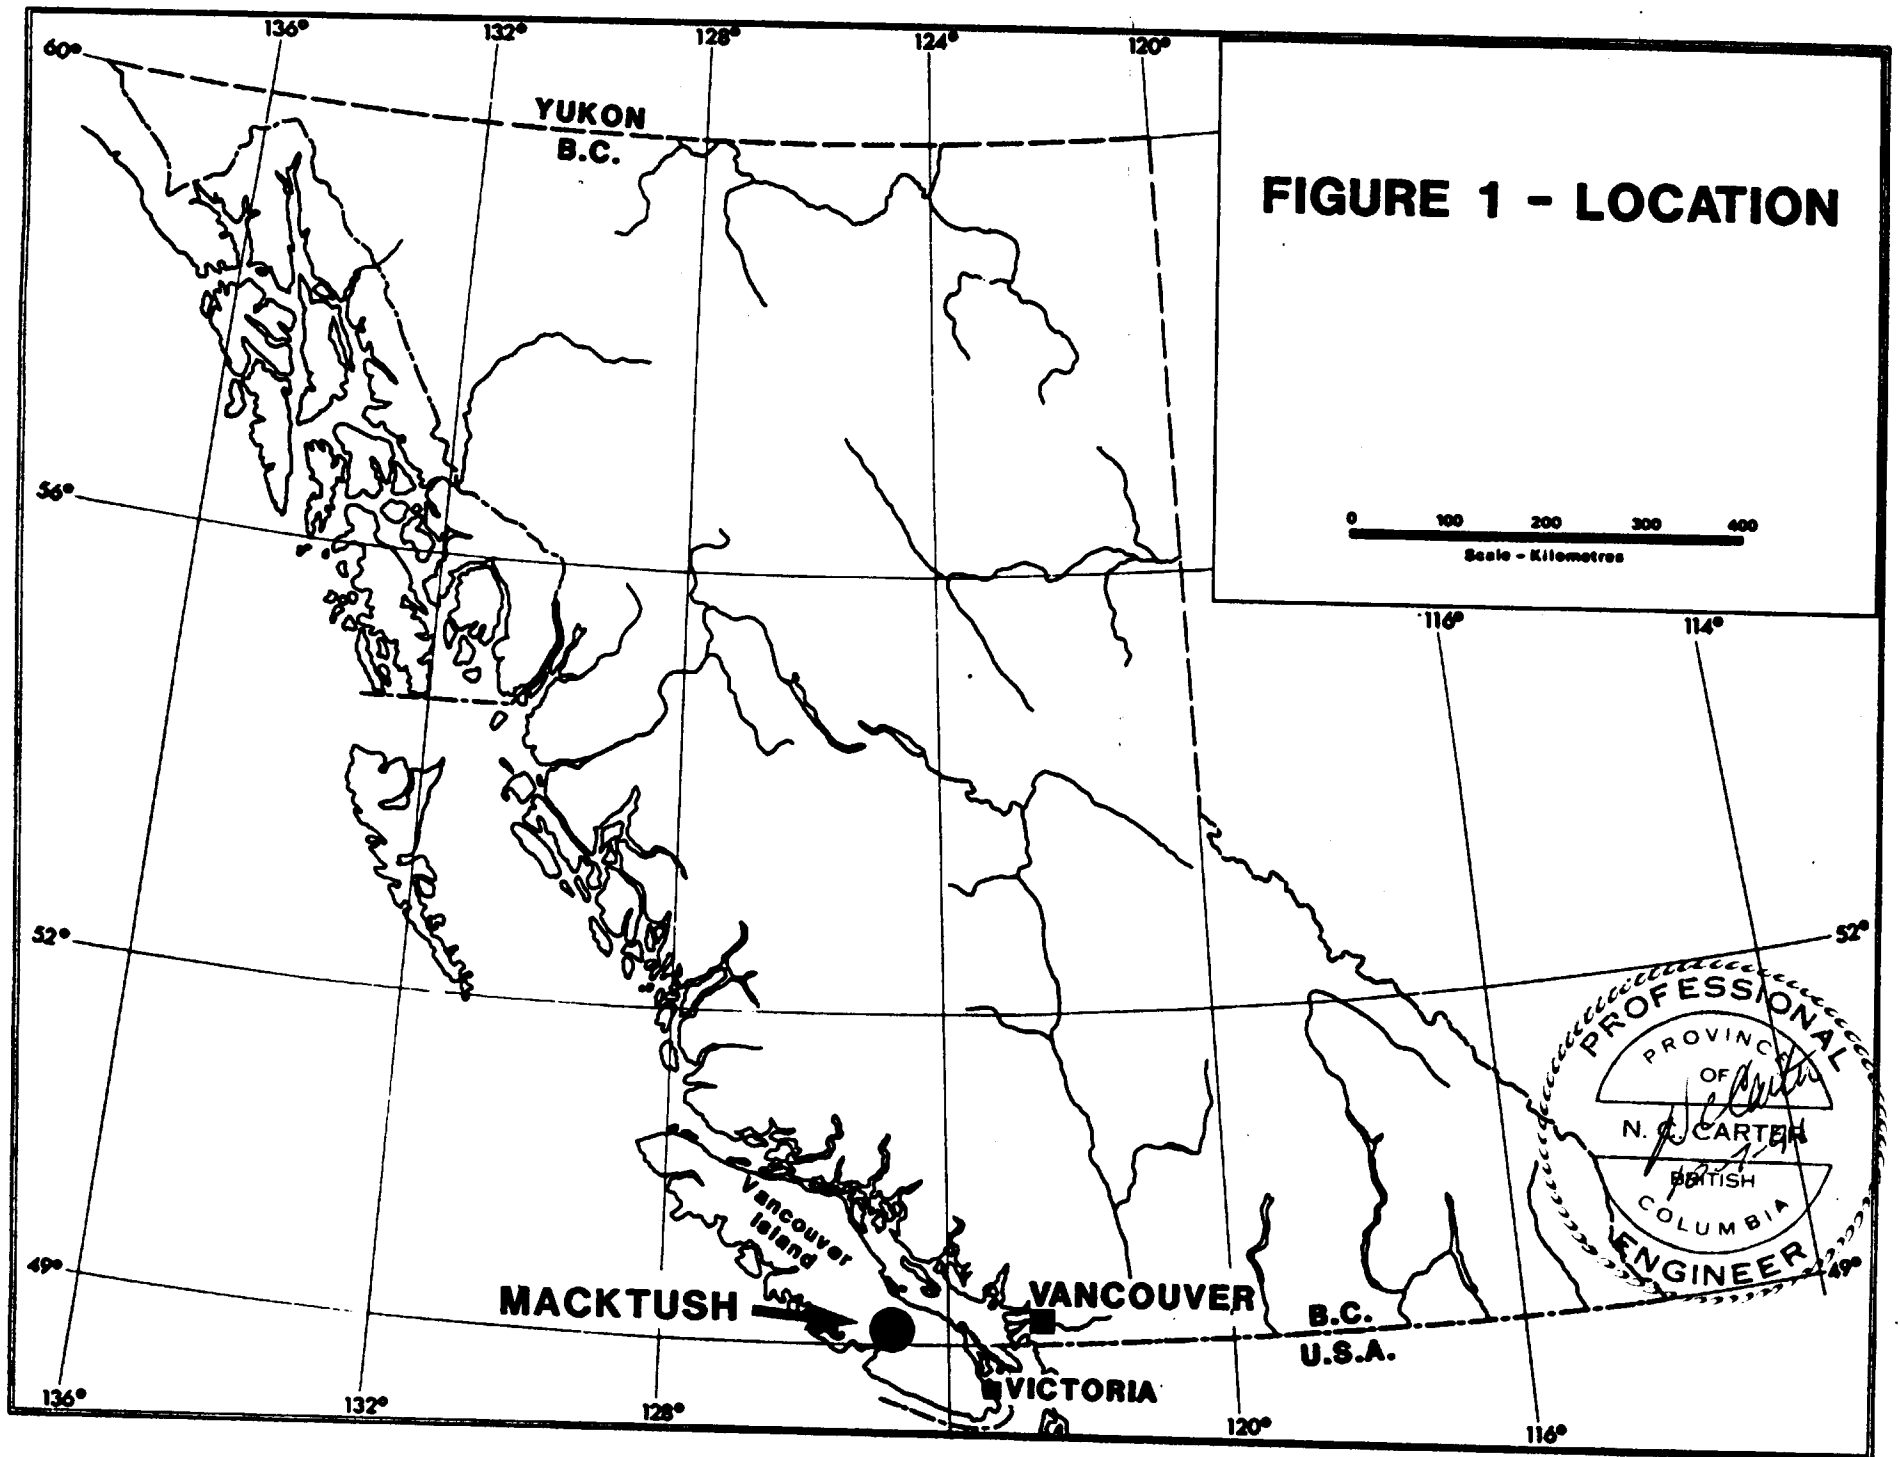 136° 132° 128° 124° 120°
60°
YUKON
B.C.
FIGURE 1 - LOCATION
56°
0 100 200 300 400
Scale - Kilometres
116° 114°
52° 52°
PROFESSIONAL
PROVINCE
OF
N. C. CARTER
BRITISH
COLUMBIA
ENGINEER
Vancouver
Island
49° 49°
MACKTUSH
VANCOUVER
B.C.
U.S.A.
VICTORIA
136° 132° 128° 120° 116°